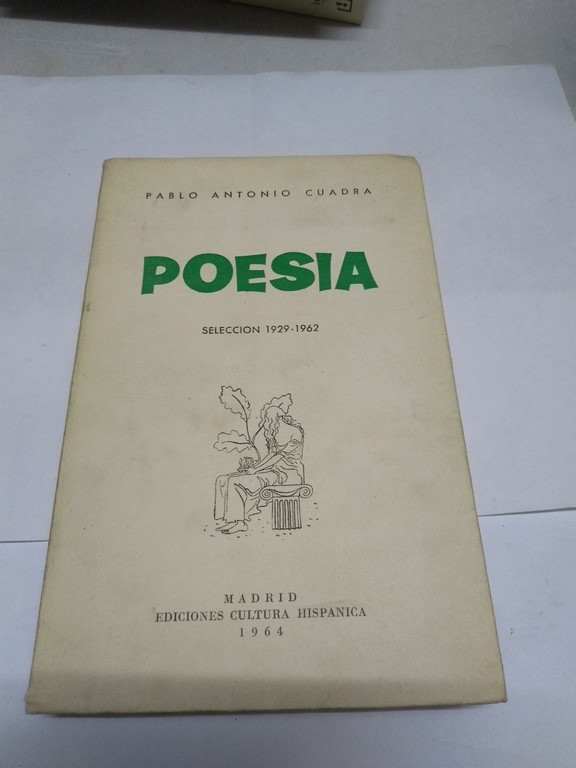 PABLO ANTONIO CUADRA
POESIA
SELECCION 1929-1962
MADRID
EDICIONES CULTURA HISPANICA
1964